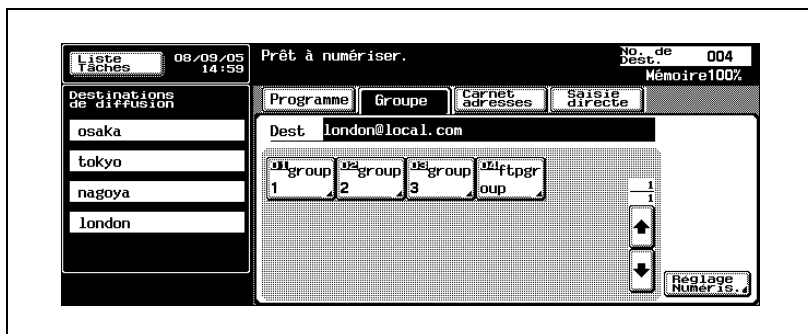 Liste
Tâches
08/09/05
14:59
Prêt à numériser.
No. de
Dest.
004
Mémoire100%
Destinations
de diffusion
osaka
tokyo
nagoya
london
Programme
Groupe
Carnet
adresses
Saisie
directe
Dest london@local.com
01 group
1
02 group
2
03 group
3
04 ftpgr
oup
1
1
Réglage
Numéris.